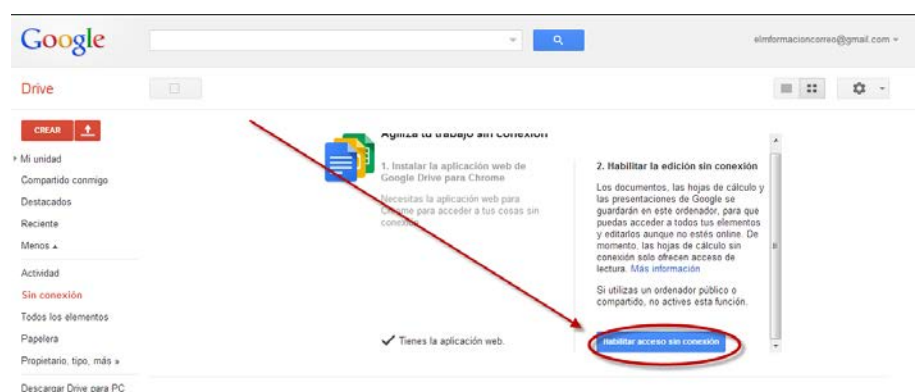 Google
elmformacioncorreo@gmail.com
Drive
CREAR
Mi unidad
Compartido conmigo
Destacados
Reciente
Menos
Actividad
Sin conexión
Todos los elementos
Papelera
Propietario, tipo, más »
Descargar Drive para PC
Agiliza tu trabajo sin conexión
1. Instalar la aplicación web de
Google Drive para Chrome
Necesitas la aplicación web para
Chrome para acceder a tus cosas sin
conexión.
Tienes la aplicación web.
2. Habilitar la edición sin conexión
Los documentos, las hojas de cálculo y
las presentaciones de Google se
guardarán en este ordenador, para que
puedas acceder a todos tus elementos
y editarlos aunque no estés online. De
momento, las hojas de cálculo sin
conexión solo ofrecen acceso de
lectura. Más información
Si utilizas un ordenador público o
compartido, no actives esta función.
Habilitar acceso sin conexión